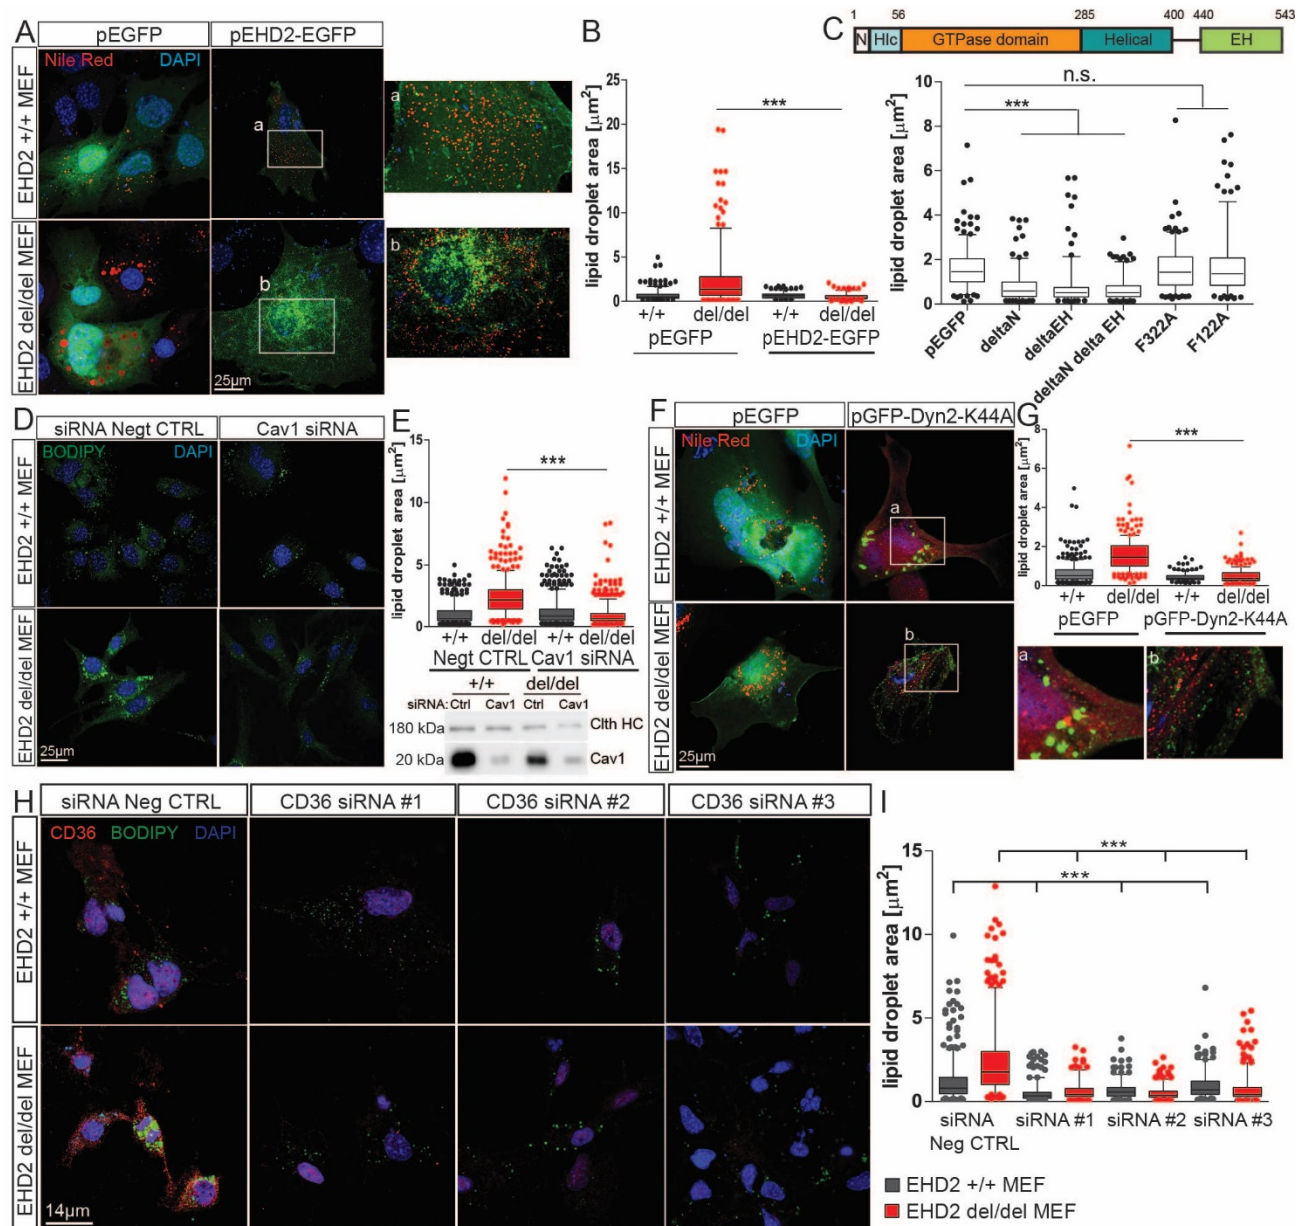 A
pEGFP
pEHD2-EGFP
Nile Red
DAPI
EHD2 +/+ MEF
EHD2 del/del MEF
a
b
25µm
a
b
B
lipid droplet area [µm²]
25
20
15
10
5
0
***
+/+
del/del
+/+
del/del
pEGFP
pEHD2-EGFP
C
1
56
285
400
440
543
N
Hlc
GTPase domain
Helical
EH
lipid droplet area [µm²]
10
8
6
4
2
0
n.s.
***
pEGFP
deltaN
deltaEH
deltaN delta EH
F322A
F122A
D
siRNA Negt CTRL
Cav1 siRNA
BODIPY
DAPI
EHD2 +/+ MEF
EHD2 del/del MEF
25µm
E
lipid droplet area [µm²]
15
10
5
0
***
+/+
del/del
+/+
del/del
Negt CTRL
Cav1 siRNA
+/+
del/del
siRNA: Ctrl Cav1 Ctrl Cav1
180 kDa
Clth HC
20 kDa
Cav1
F
pEGFP
pGFP-Dyn2-K44A
Nile Red
DAPI
EHD2 +/+ MEF
EHD2 del/del MEF
a
b
25µm
G
lipid droplet area [µm²]
8
6
4
2
0
***
+/+
del/del
+/+
del/del
pEGFP
pGFP-Dyn2-K44A
a
b
H
siRNA Neg CTRL
CD36 siRNA #1
CD36 siRNA #2
CD36 siRNA #3
CD36 BODIPY DAPI
EHD2 +/+ MEF
EHD2 del/del MEF
14µm
I
lipid droplet area [µm²]
15
10
5
0
***
***
siRNA
Neg CTRL
siRNA #1
siRNA #2
siRNA #3
EHD2 +/+ MEF
EHD2 del/del MEF